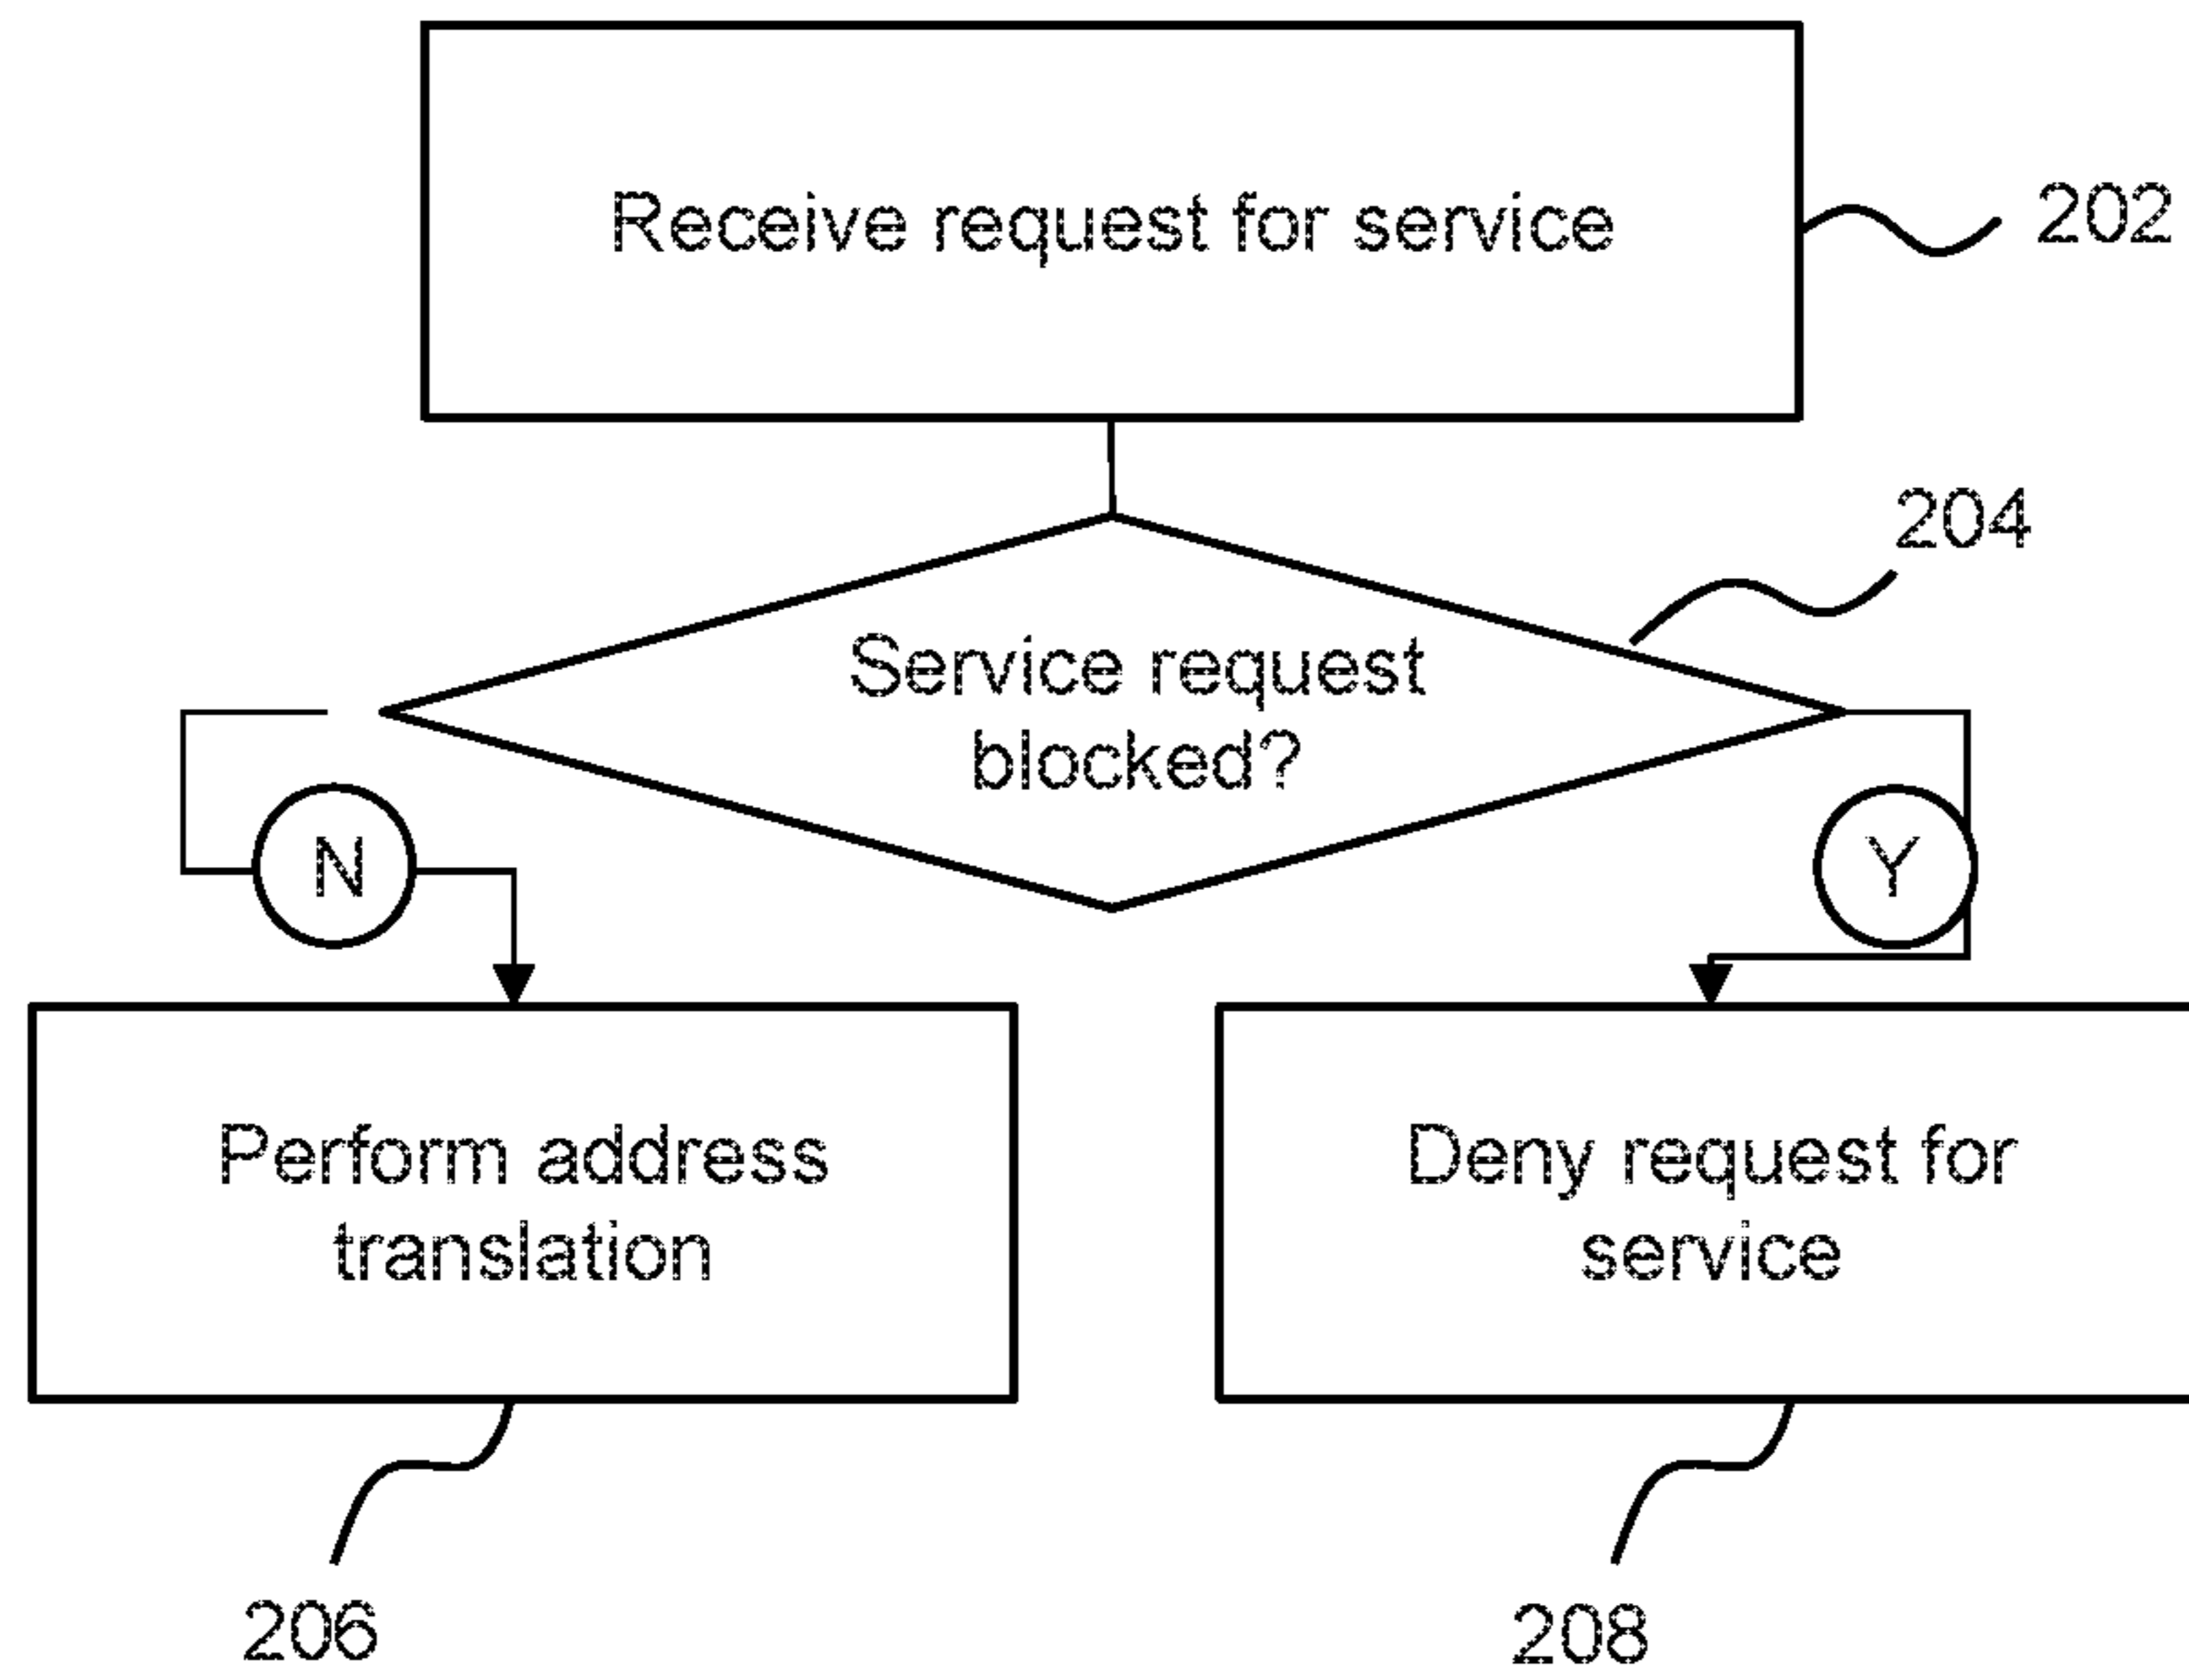 Receive request for service
202
204
Service request
blocked?
N
Y
Perform address
translation
Deny request for
service
206
208